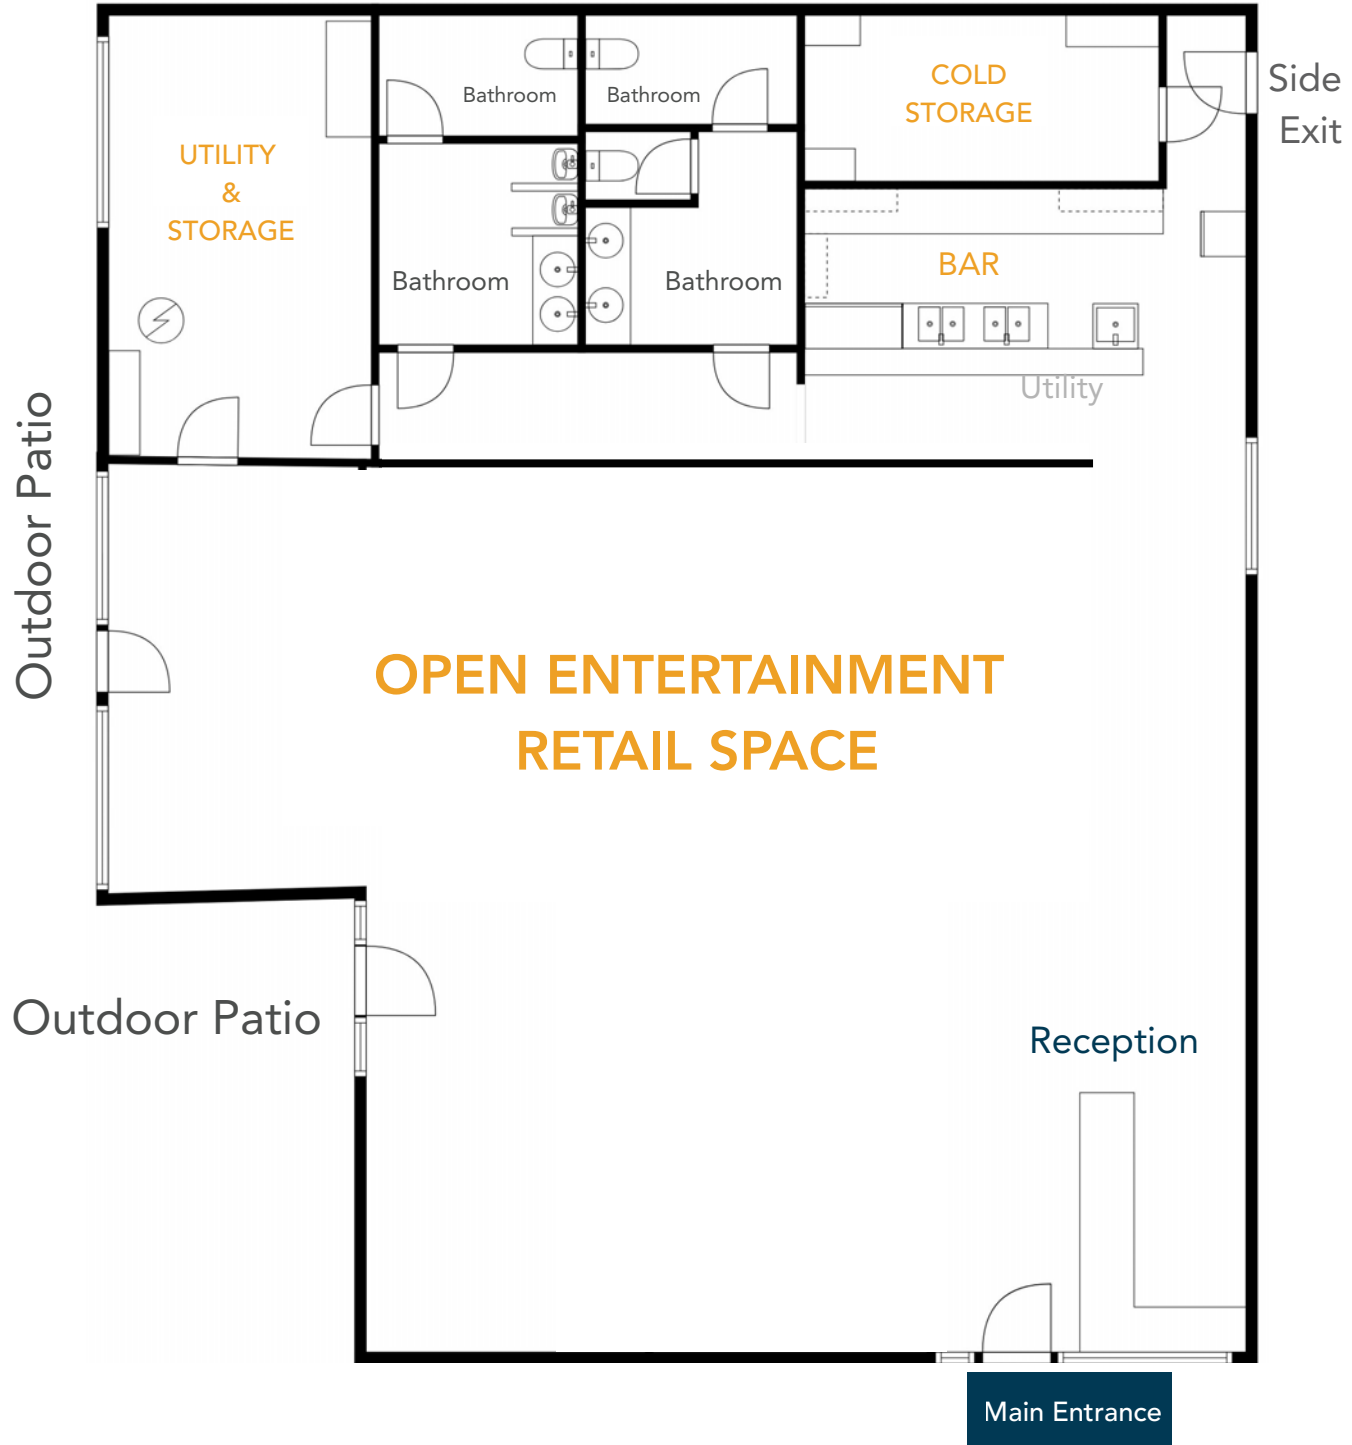 Bathroom
Bathroom
COLD
STORAGE
Side
Exit
UTILITY
&
STORAGE
Bathroom
Bathroom
BAR
Utility
Outdoor Patio
OPEN ENTERTAINMENT
RETAIL SPACE
Outdoor Patio
Reception
Main Entrance